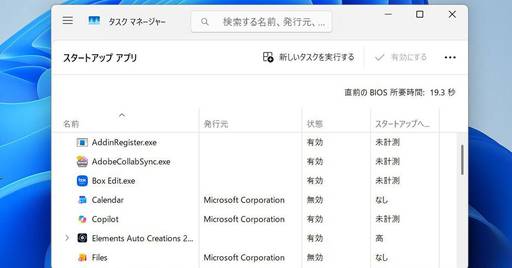 タスク マネージャー
検索する名前、発行元、...
スタートアップ アプリ
新しいタスクを実行する
有効にする
直前の BIOS 所要時間: 19.3 秒
名前 発行元 状態 スタートアップへ...
AddinRegister.exe 有効 未計測
AdobeCollabSync.exe 有効 未計測
Box Edit.exe 有効 未計測
Calendar Microsoft Corporation 無効 なし
Copilot Microsoft Corporation 有効 未計測
Elements Auto Creations 2... 有効 高
Files Microsoft Corporation 無効 なし